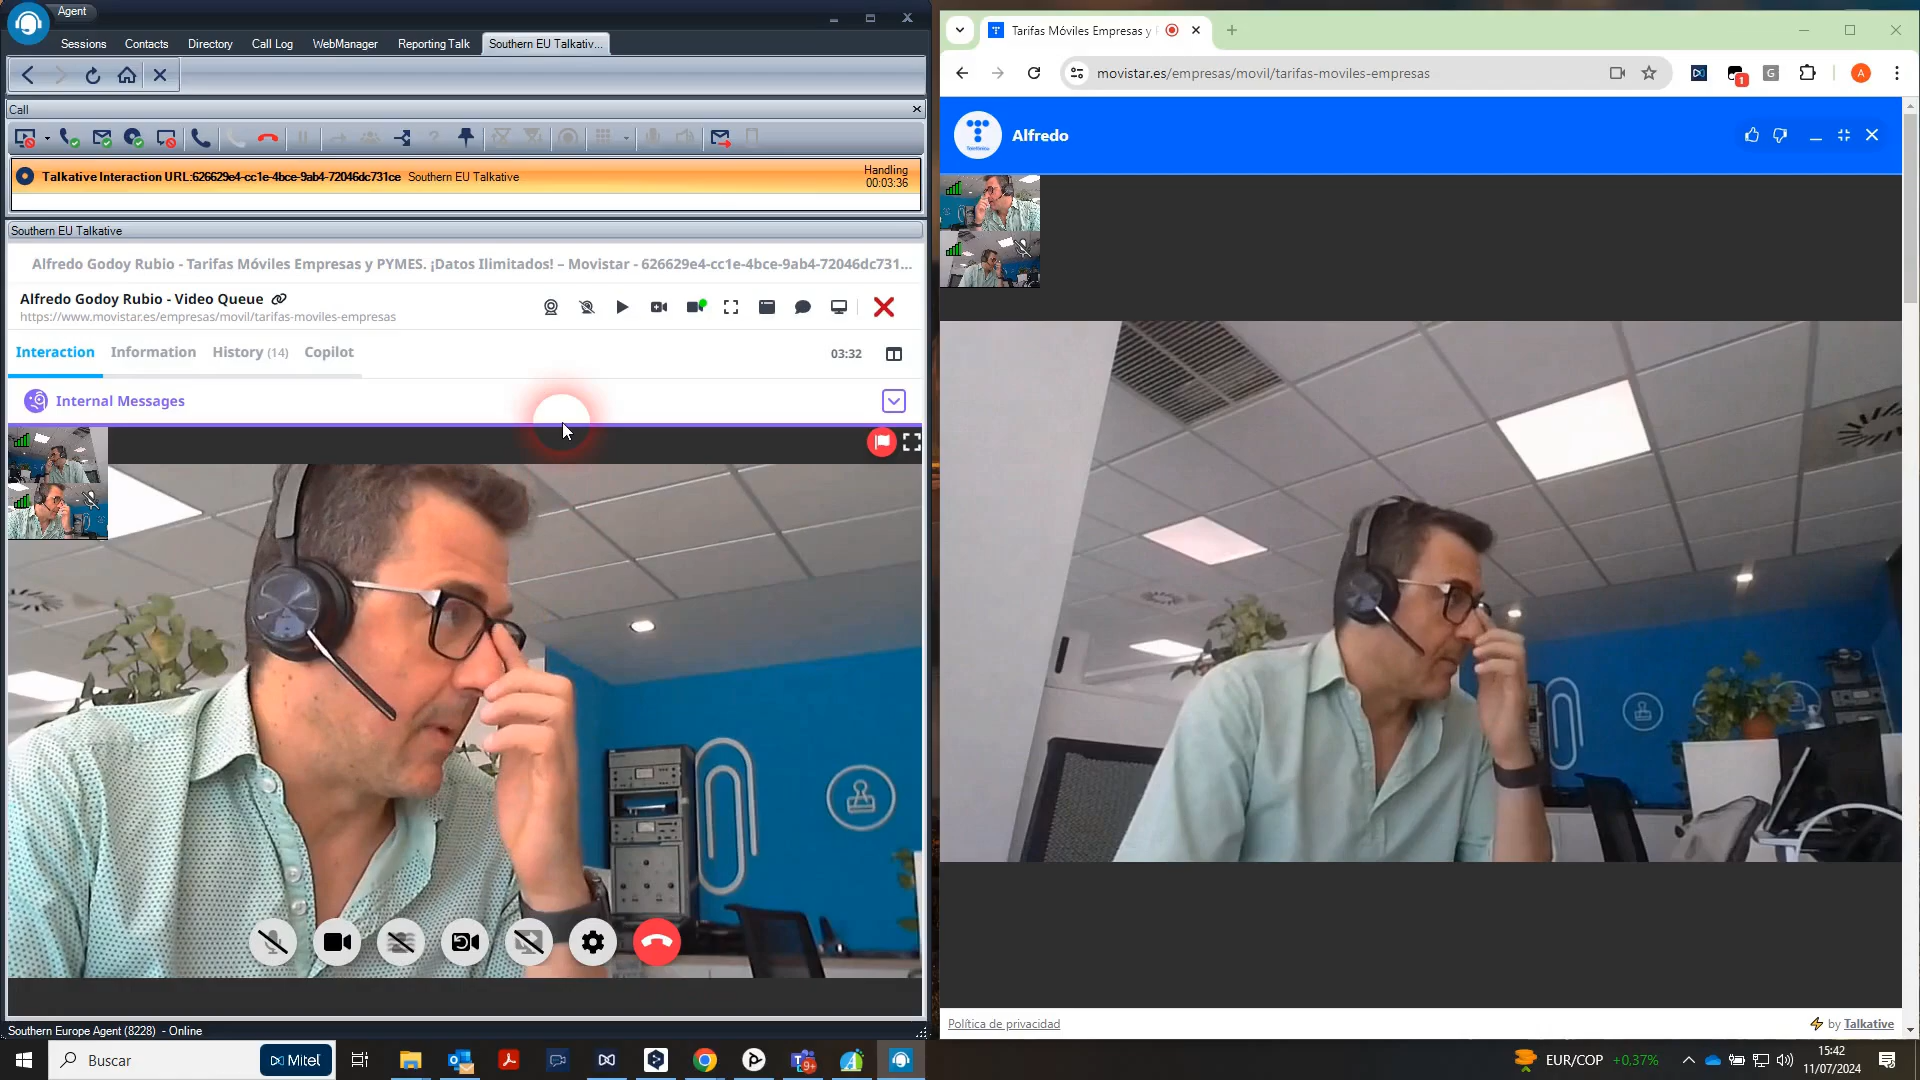 Agent
Sessions Contacts Directory Call Log WebManager Reporting Talk Southern EU Talkativ...
Call
Talkative Interaction URL:626629e4-cc1e-4bce-9ab4-72046dc731ce Southern EU Talkative
Handling
00:03:36
Southern EU Talkative
Alfredo Godoy Rubio - Tarifas Móviles Empresas y PYMES. ¡Datos Ilimitados! – Movistar - 626629e4-cc1e-4bce-9ab4-72046dc731...
Alfredo Godoy Rubio - Video Queue
https://www.movistar.es/empresas/movil/tarifas-moviles-empresas
Interaction Information History (14) Copilot 03:32
Internal Messages
Southern Europe Agent (8228) - Online
Tarifas Móviles Empresas y
movistar.es/empresas/movil/tarifas-moviles-empresas
1
G
A
Telefónica
Alfredo
Política de privacidad
by Talkative
Buscar
Mitel
9+
EUR/COP +0.37%
15:42
11/07/2024